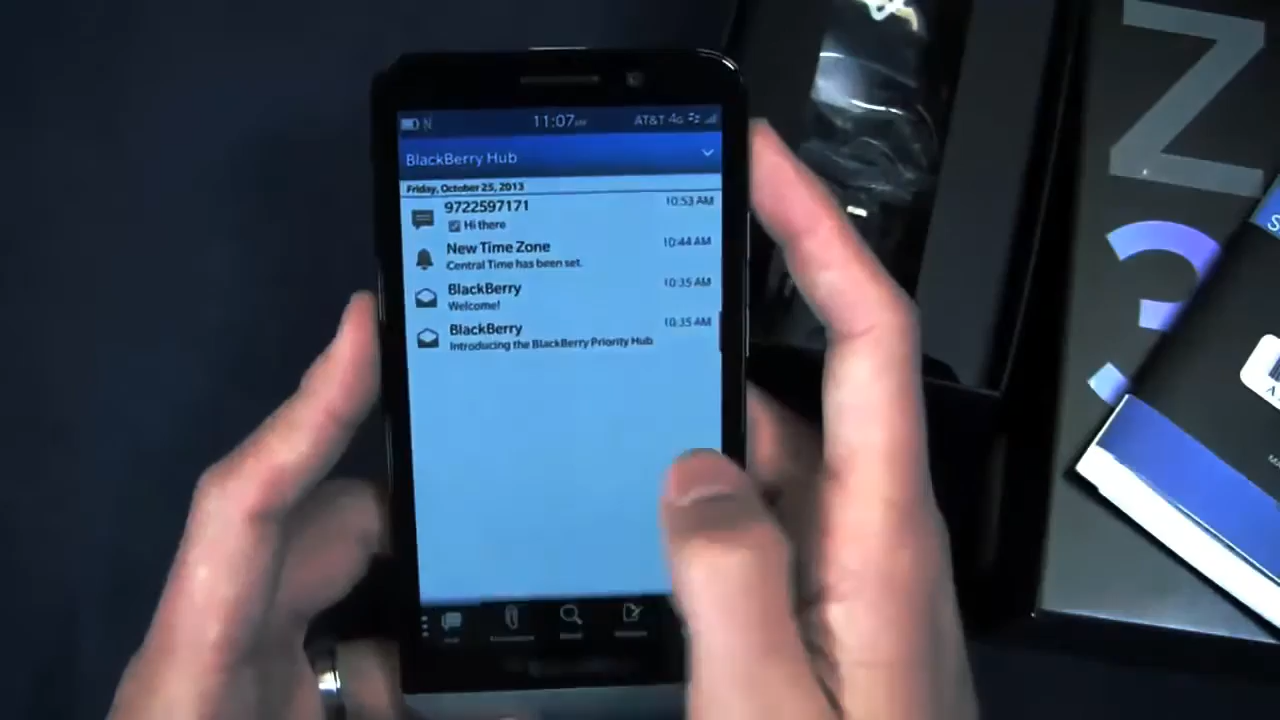 11:07 AM
AT&T 4G
BlackBerry Hub
Friday, October 25, 2013
9722597171
10:53 AM
Hi there
New Time Zone
10:44 AM
Central Time has been set.
BlackBerry
10:35 AM
Welcome!
BlackBerry
10:35 AM
Introducing the BlackBerry Priority Hub
Z